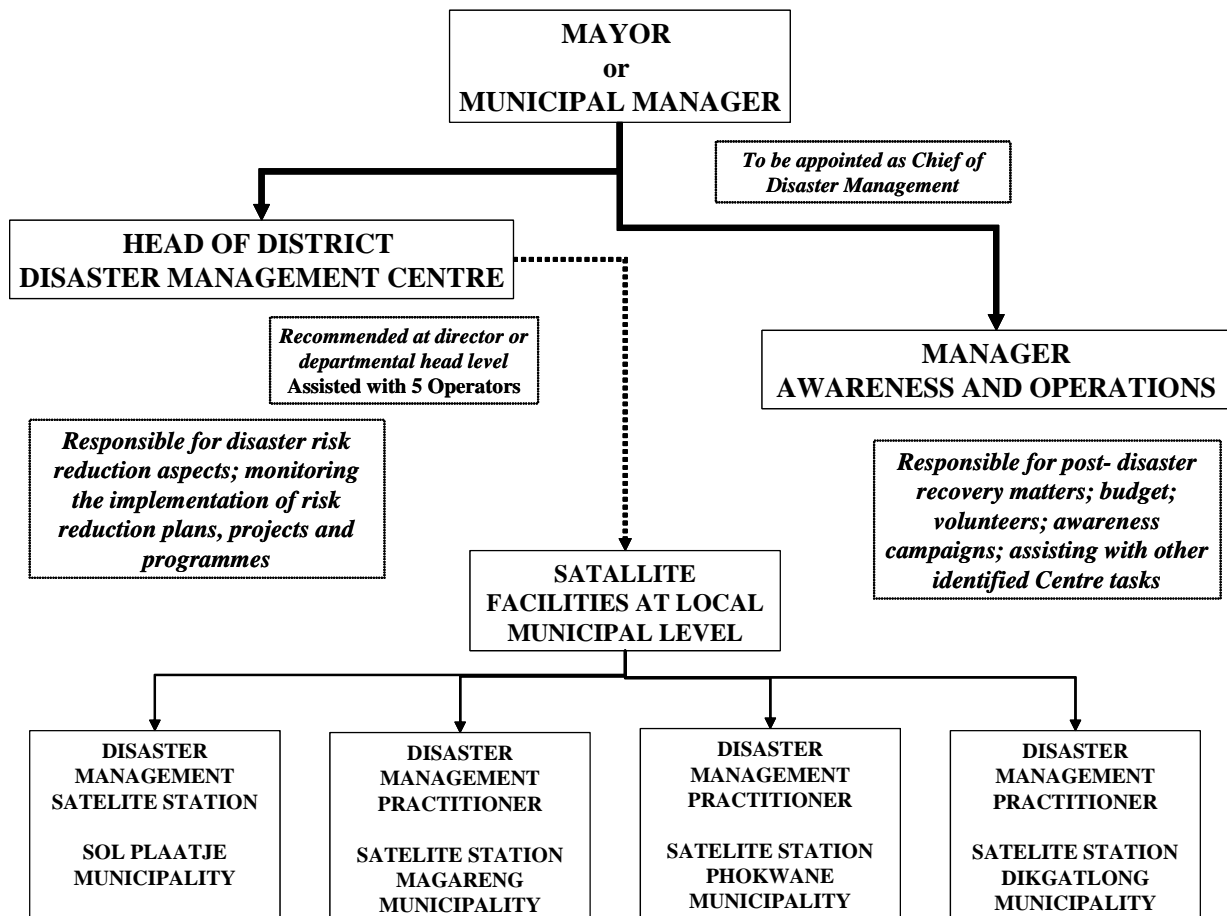 MAYOR
or
MUNICIPAL MANAGER
To be appointed as Chief of
Disaster Management
HEAD OF DISTRICT
DISASTER MANAGEMENT CENTRE
Recommended at director or
departmental head level
Assisted with 5 Operators
MANAGER
AWARENESS AND OPERATIONS
Responsible for disaster risk
reduction aspects; monitoring
the implementation of risk
reduction plans, projects and
programmes
Responsible for post- disaster
recovery matters; budget;
volunteers; awareness
campaigns; assisting with other
identified Centre tasks
SATALLITE
FACILITIES AT LOCAL
MUNICIPAL LEVEL
DISASTER
MANAGEMENT
SATELITE STATION
SOL PLAATJE
MUNICIPALITY
DISASTER
MANAGEMENT
PRACTITIONER
SATELITE STATION
MAGARENG
MUNICIPALITY
DISASTER
MANAGEMENT
PRACTITIONER
SATELITE STATION
PHOKWANE
MUNICIPALITY
DISASTER
MANAGEMENT
PRACTITIONER
SATELITE STATION
DIKGATLONG
MUNICIPALITY